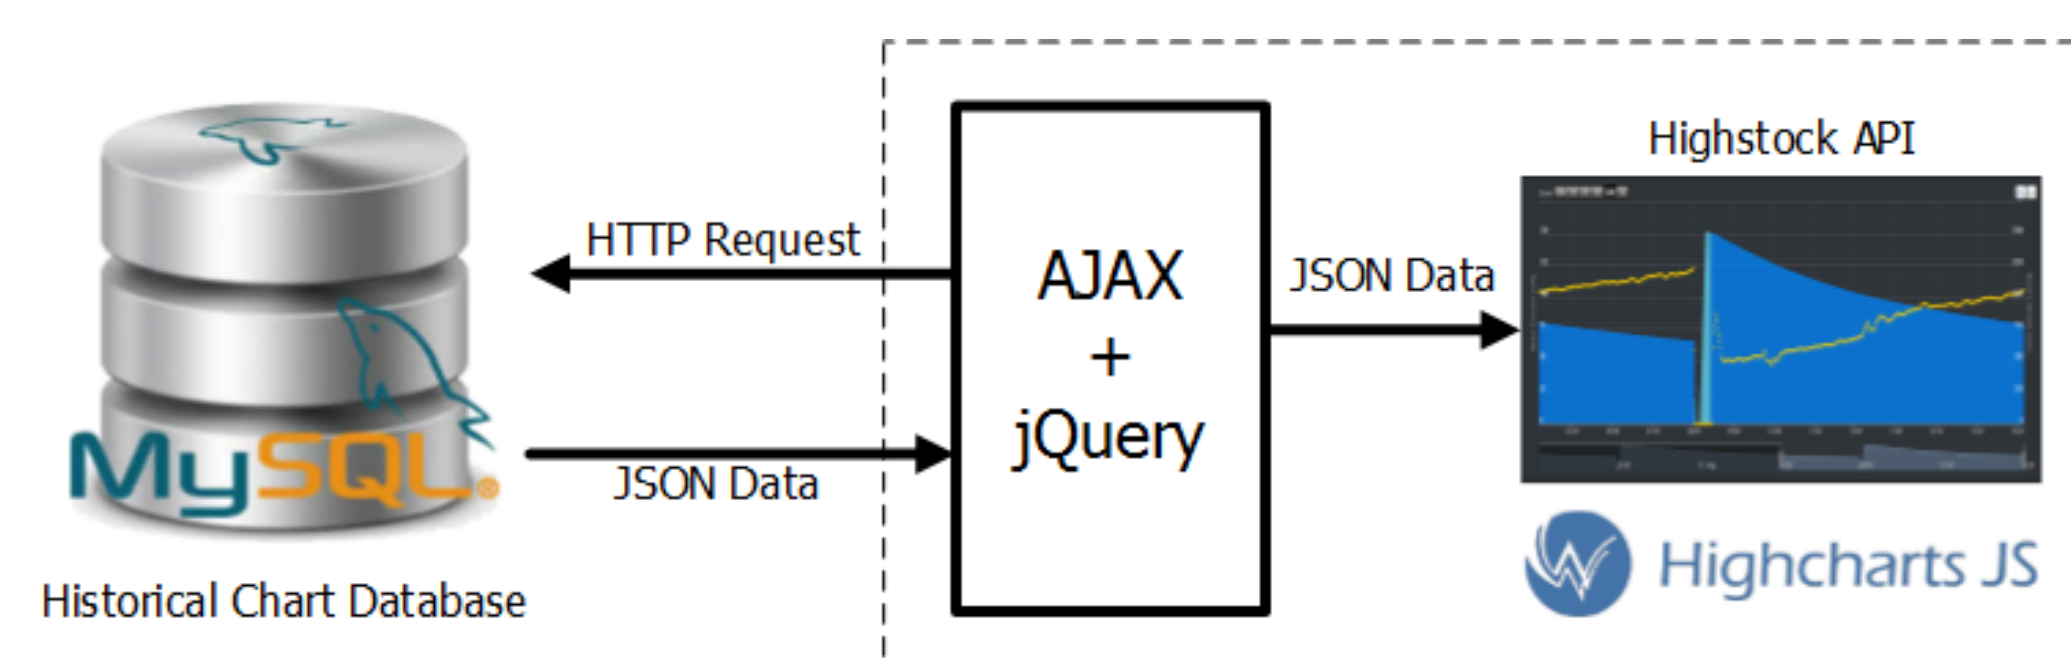 Highstock API
HTTP Request
AJAX
+
jQuery
JSON Data
JSON Data
MySQL®
Highcharts JS
Historical Chart Database